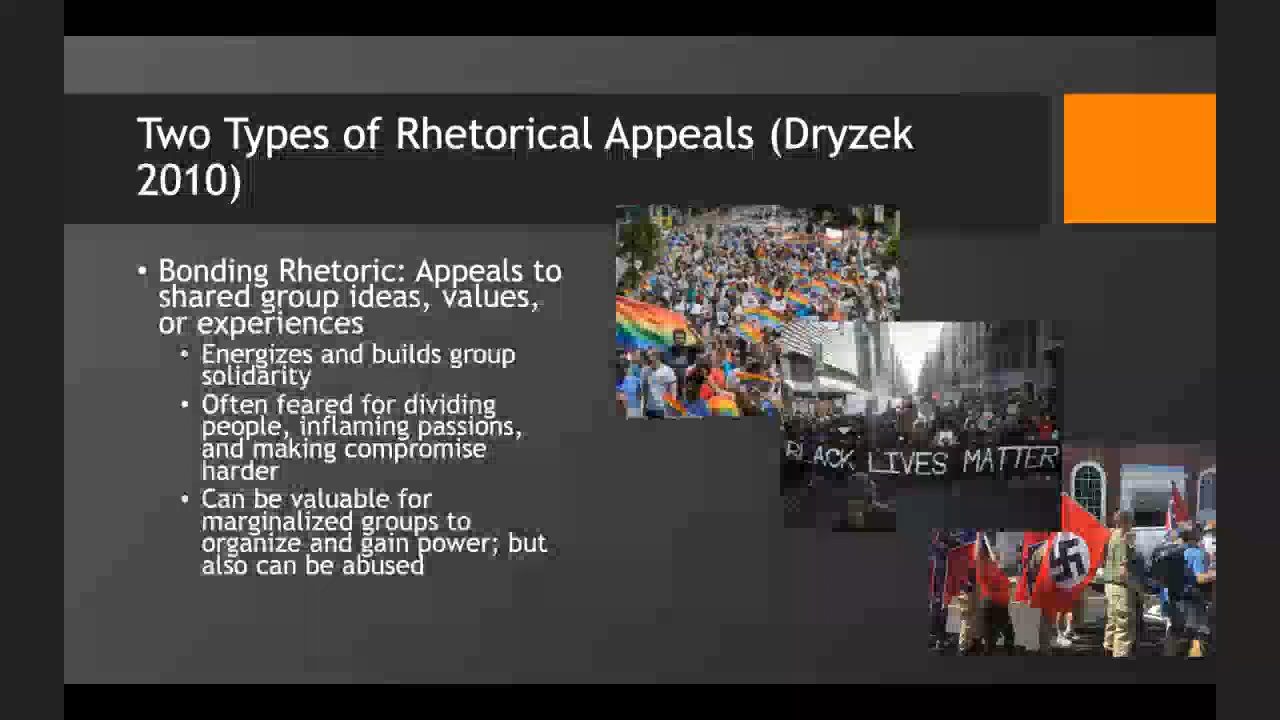 Two Types of Rhetorical Appeals (Dryzek
2010)
• Bonding Rhetoric: Appeals to
shared group ideas, values,
or experiences
• Energizes and builds group
solidarity
• Often feared for dividing
people, inflaming passions,
and making compromise
harder
• Can be valuable for
marginalized groups to
organize and gain power; but
also can be abused
BLACK LIVES MATTER